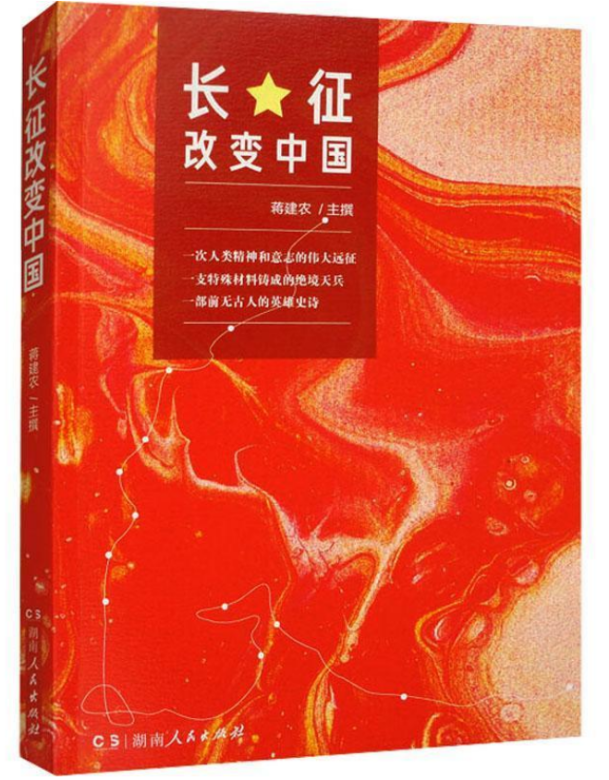 长征
改变中国
蒋建农 / 主撰
一次人类精神和意志的伟大远征
一支特殊材料铸成的绝境天兵
一部前无古人的英雄史诗
CS 湖南人民出版社
长征改变中国
蒋建农 / 主撰
CS 湖南人民出版社